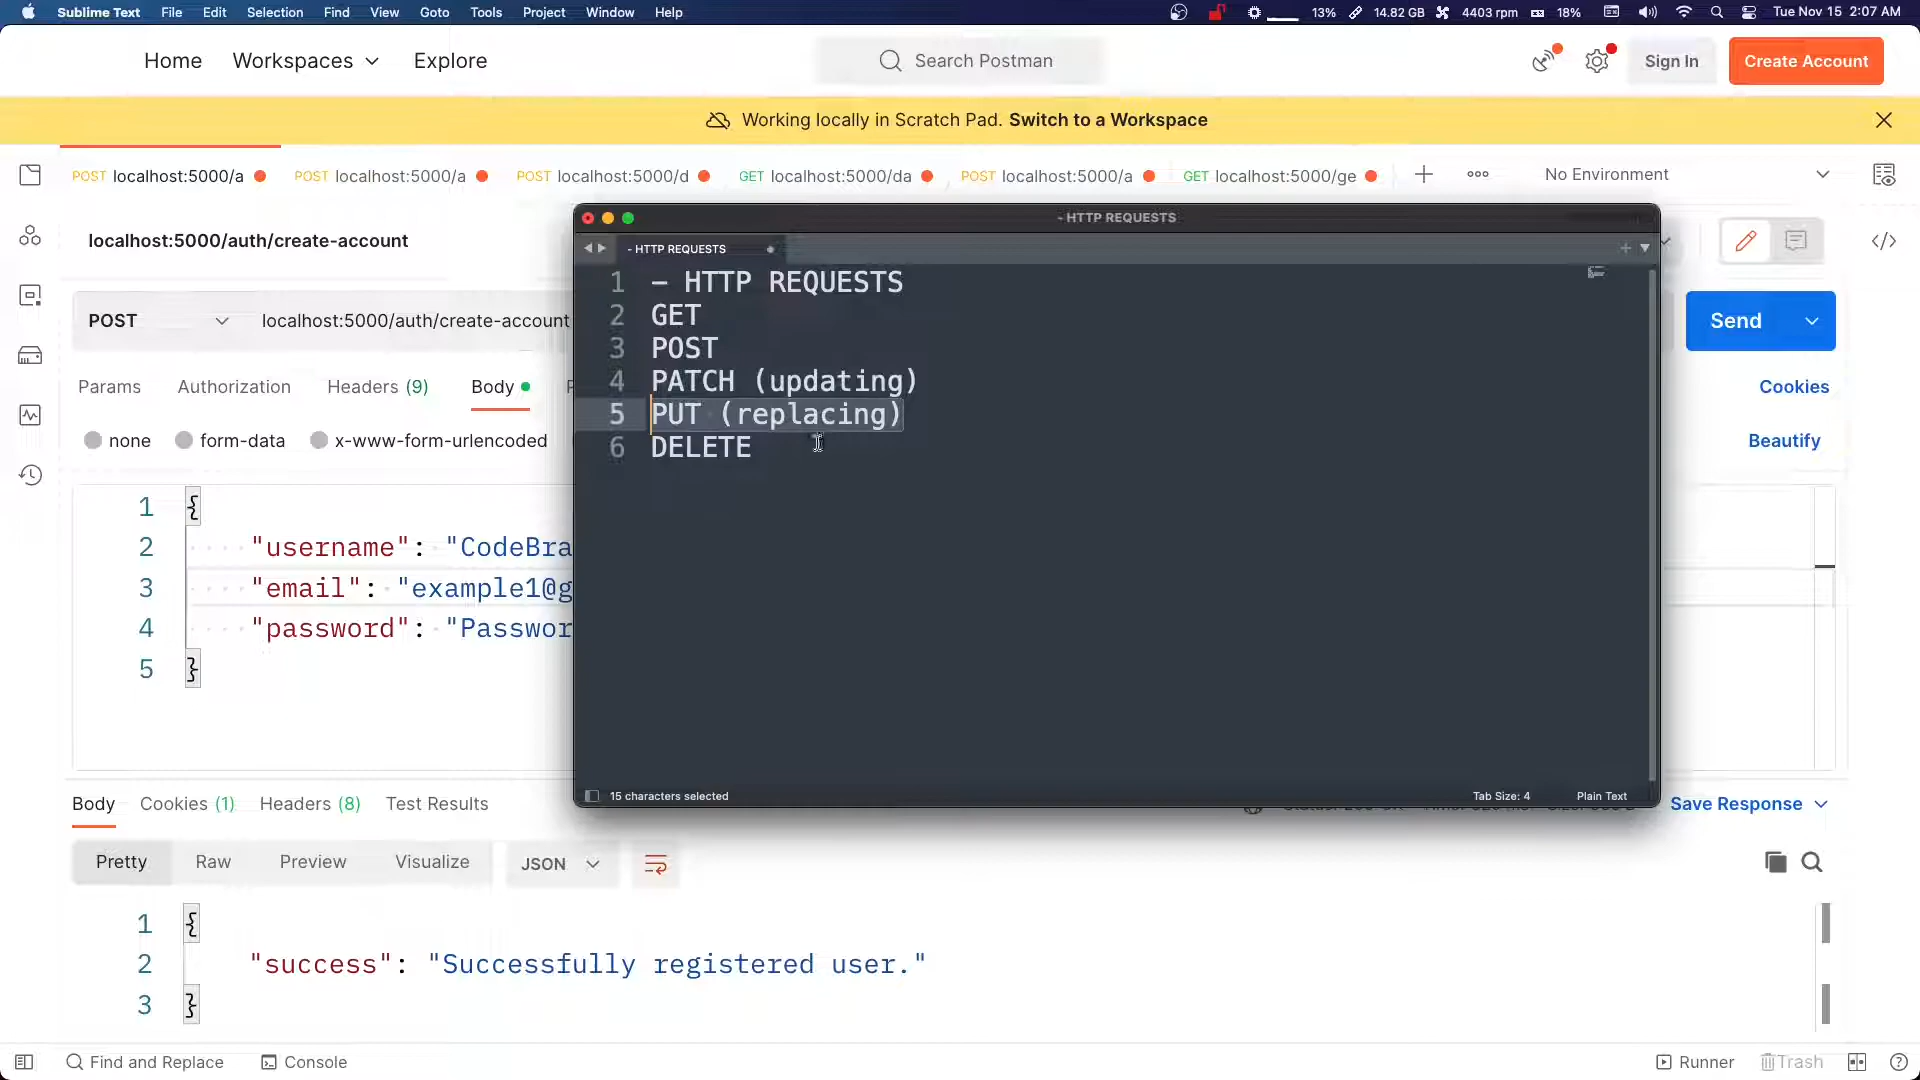 Sublime Text File Edit Selection Find View Goto Tools Project Window Help 13% 14.82 GB 4403 rpm 18% Tue Nov 15 2:07 AM
Home Workspaces Explore Search Postman Sign In Create Account
Working locally in Scratch Pad. Switch to a Workspace
POST localhost:5000/a POST localhost:5000/a POST localhost:5000/d GET localhost:5000/da POST localhost:5000/a GET localhost:5000/ge No Environment
localhost:5000/auth/create-account
POST localhost:5000/auth/create-account Send
Params Authorization Headers (9) Body Cookies
none form-data x-www-form-urlencoded Beautify
1 {
2 "username": "CodeBra
3 "email": "example1@g
4 "password": "Passwor
5 }
- HTTP REQUESTS
- HTTP REQUESTS
1 - HTTP REQUESTS
2 GET
3 POST
4 PATCH (updating)
5 PUT (replacing)
6 DELETE
15 characters selected Tab Size: 4 Plain Text
Body Cookies (1) Headers (8) Test Results Save Response
Pretty Raw Preview Visualize JSON
1 {
2 "success": "Successfully registered user."
3 }
Find and Replace Console Runner Trash